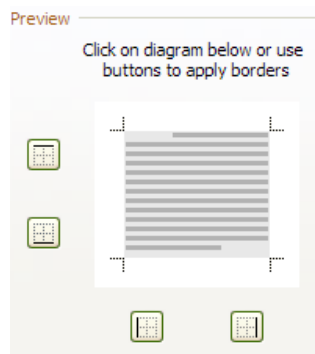 Preview
Click on diagram below or use
buttons to apply borders